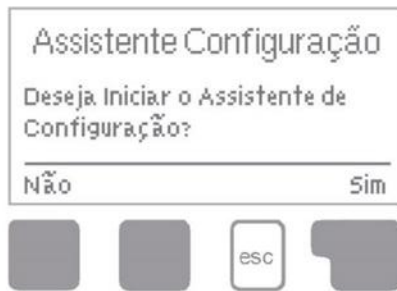 Assistente Configuração
Deseja Iniciar o Assistente de
Configuração?
Não Sim
esc